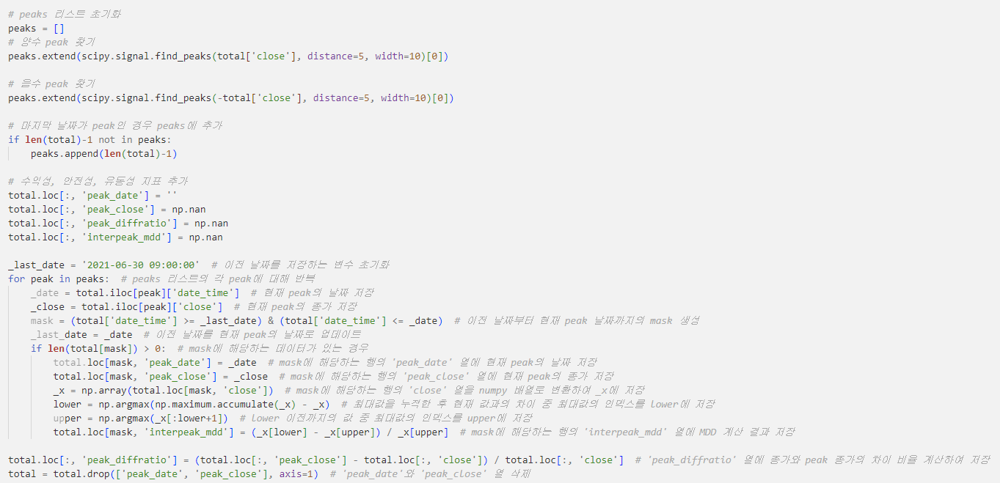 # peaks 리스트 초기화
peaks = []
# 양수 peak 찾기
peaks.extend(scipy.signal.find_peaks(total['close'], distance=5, width=10)[0])
# 음수 peak 찾기
peaks.extend(scipy.signal.find_peaks(-total['close'], distance=5, width=10)[0])
# 마지막 날짜가 peak인 경우 peaks에 추가
if len(total)-1 not in peaks:
    peaks.append(len(total)-1)
# 수익성, 안전성, 유동성 지표 추가
total.loc[:, 'peak_date'] = ''
total.loc[:, 'peak_close'] = np.nan
total.loc[:, 'peak_diffratio'] = np.nan
total.loc[:, 'interpeak_mdd'] = np.nan
_last_date = '2021-06-30 09:00:00'  # 이전 날짜를 저장하는 변수 초기화
for peak in peaks:  # peaks 리스트의 각 peak에 대해 반복
    _date = total.iloc[peak]['date_time']  # 현재 peak의 날짜 저장
    _close = total.iloc[peak]['close']  # 현재 peak의 종가 저장
    mask = (total['date_time'] >= _last_date) & (total['date_time'] <= _date)  # 이전 날짜부터 현재 peak 날짜까지의 mask 생성
    _last_date = _date  # 이전 날짜를 현재 peak의 날짜로 업데이트
    if len(total[mask]) > 0:  # mask에 해당하는 데이터가 있는 경우
        total.loc[mask, 'peak_date'] = _date  # mask에 해당하는 행의 'peak_date' 열에 현재 peak의 날짜 저장
        total.loc[mask, 'peak_close'] = _close  # mask에 해당하는 행의 'peak_close' 열에 현재 peak의 종가 저장
        _x = np.array(total.loc[mask, 'close'])  # mask에 해당하는 행의 'close' 열을 numpy 배열로 변환하여 _x에 저장
        lower = np.argmax(np.maximum.accumulate(_x) - _x)  # 최대값을 누적한 후 현재 값과의 차이 중 최대값의 인덱스를 lower에 저장
        upper = np.argmax(_x[:lower+1])  # lower 이전까지의 값 중 최대값의 인덱스를 upper에 저장
        total.loc[mask, 'interpeak_mdd'] = (_x[lower] - _x[upper]) / _x[upper]  # mask에 해당하는 행의 'interpeak_mdd' 열에 MDD 계산 결과 저장
total.loc[:, 'peak_diffratio'] = (total.loc[:, 'peak_close'] - total.loc[:, 'close']) / total.loc[:, 'close']  # 'peak_diffratio' 열에 종가와 peak 종가의 차이 비율 계산하여 저장
total = total.drop(['peak_date', 'peak_close'], axis=1)  # 'peak_date'와 'peak_close' 열 삭제